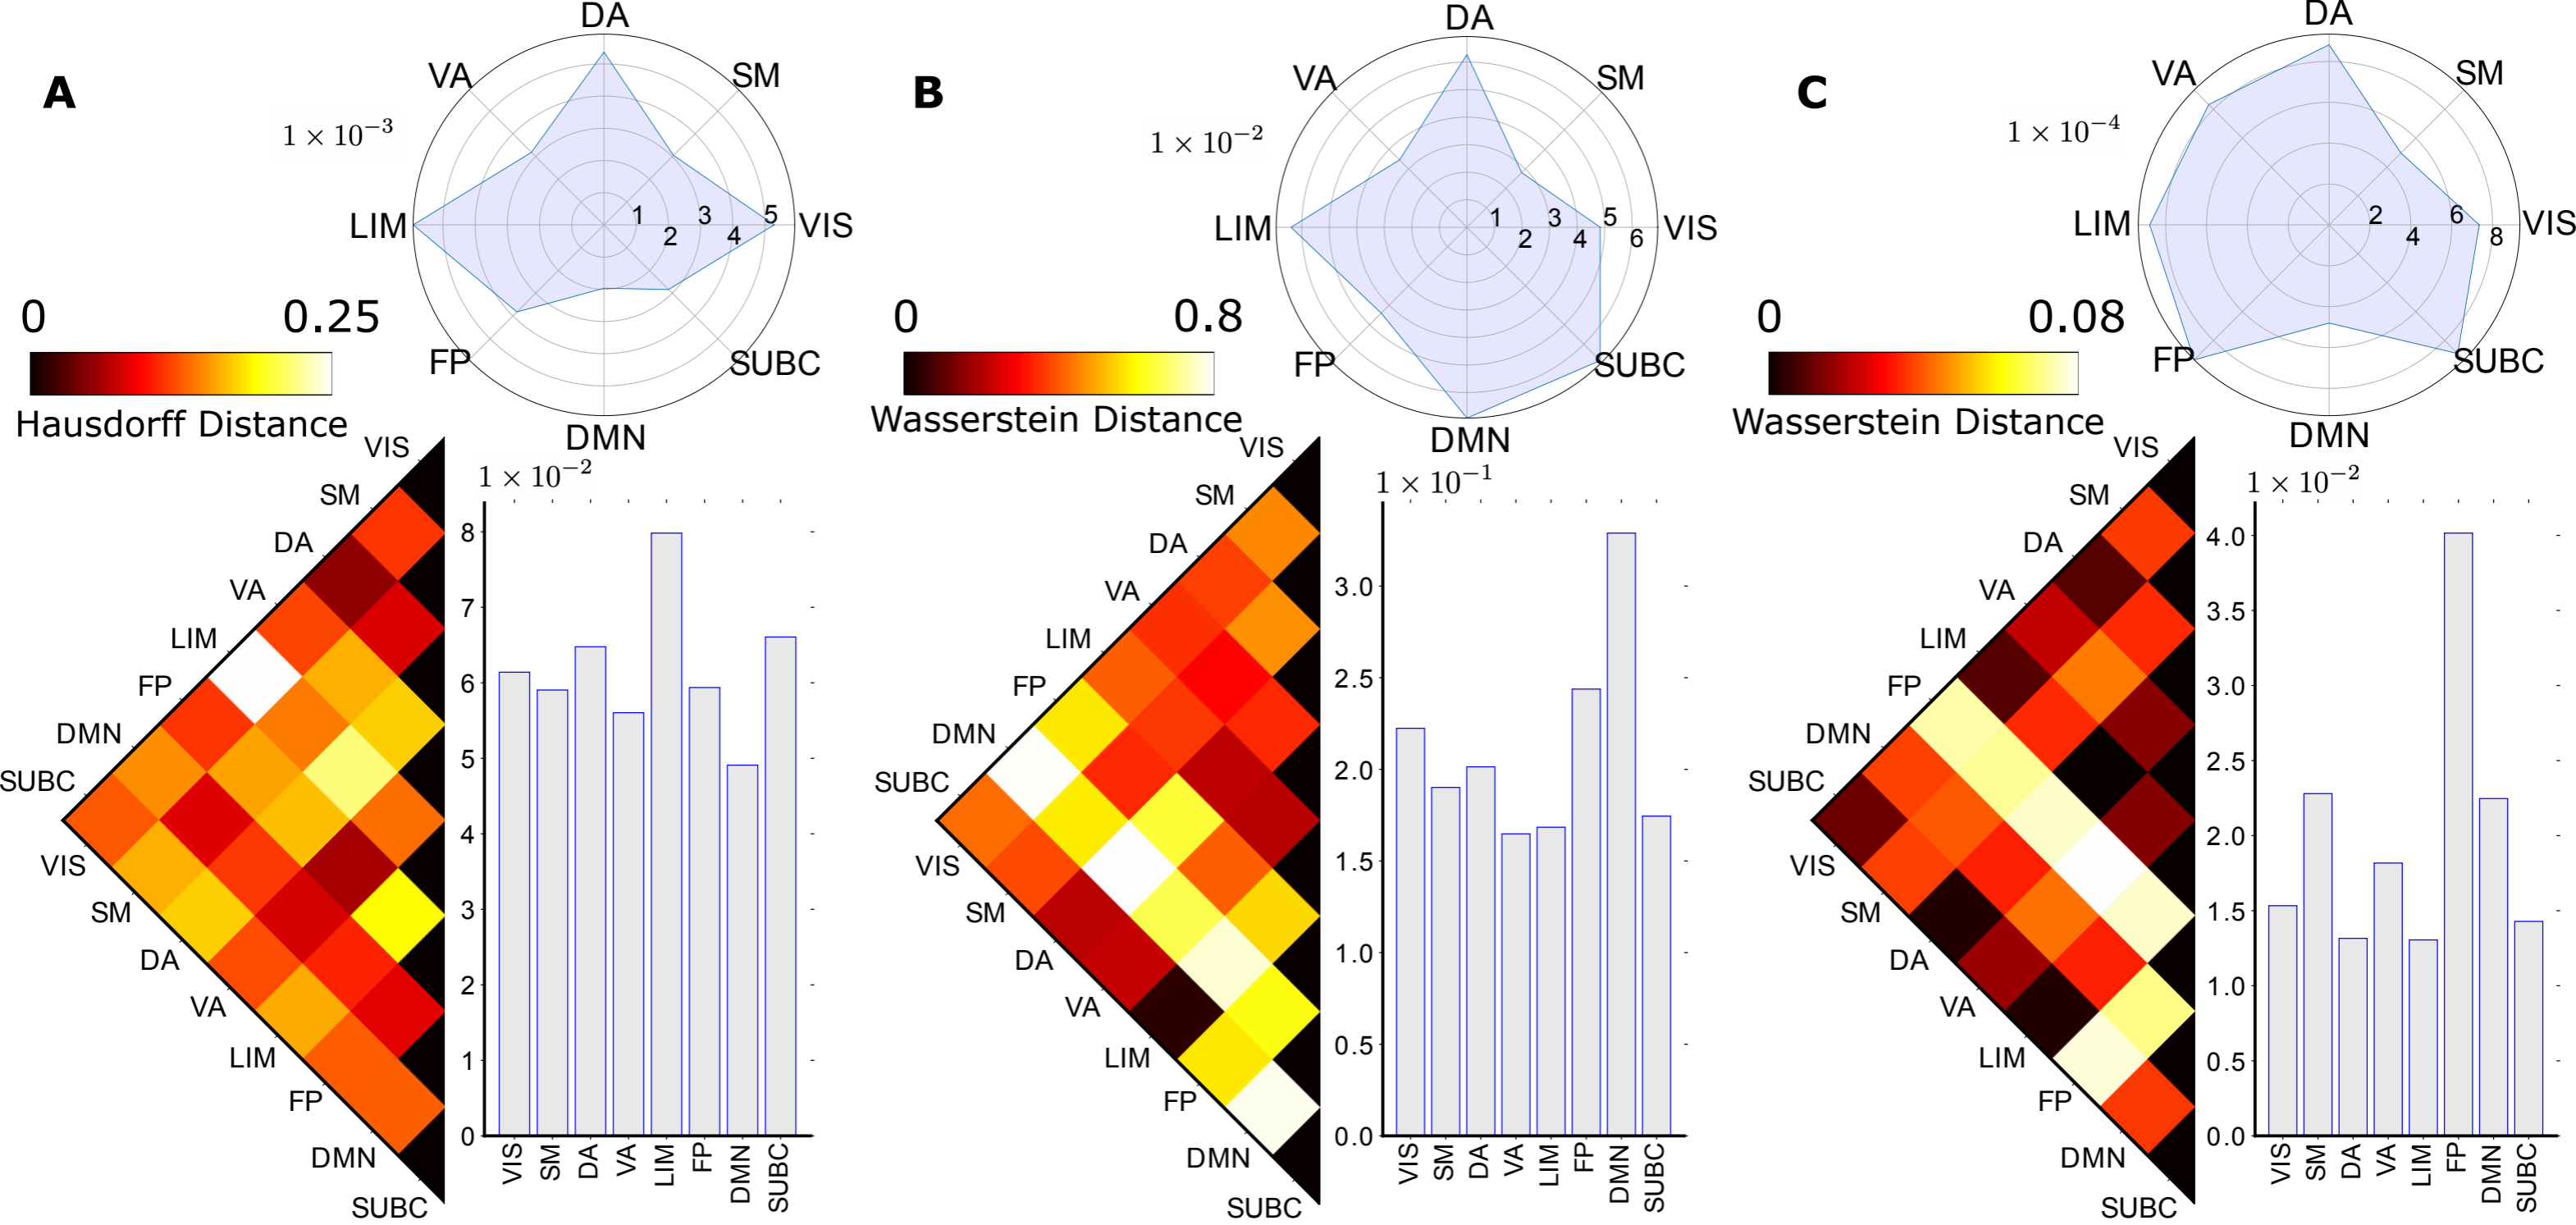 A
1 × 10⁻³
DA
VA
SM
LIM
1
2
3
4
5
VIS
FP
SUBC
DMN
0
0.25
Hausdorff Distance
VIS
SM
DA
VA
LIM
FP
DMN
SUBC
VIS
SM
DA
VA
LIM
FP
DMN
SUBC
1 × 10⁻²
8
7
6
5
4
3
2
1
0
VIS
SM
DA
VA
LIM
FP
DMN
SUBC
B
1 × 10⁻²
DA
VA
SM
LIM
1
2
3
4
5
6
VIS
FP
SUBC
DMN
0
0.8
Wasserstein Distance
VIS
SM
DA
VA
LIM
FP
DMN
SUBC
VIS
SM
DA
VA
LIM
FP
DMN
SUBC
1 × 10⁻¹
3.0
2.5
2.0
1.5
1.0
0.5
0.0
VIS
SM
DA
VA
LIM
FP
DMN
SUBC
C
1 × 10⁻⁴
DA
VA
SM
LIM
2
4
6
8
VIS
FP
SUBC
DMN
0
0.08
Wasserstein Distance
VIS
SM
DA
VA
LIM
FP
DMN
SUBC
VIS
SM
DA
VA
LIM
FP
DMN
SUBC
1 × 10⁻²
4.0
3.5
3.0
2.5
2.0
1.5
1.0
0.5
0.0
VIS
SM
DA
VA
LIM
FP
DMN
SUBC